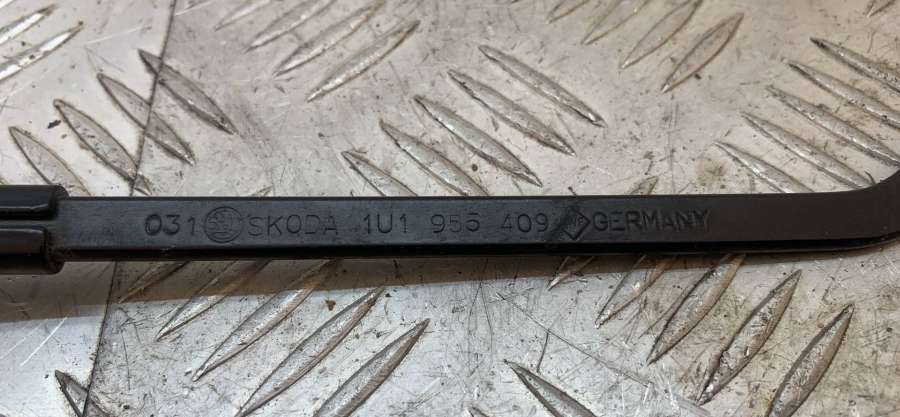 031 SKODA 1U1 955 409 GERMANY